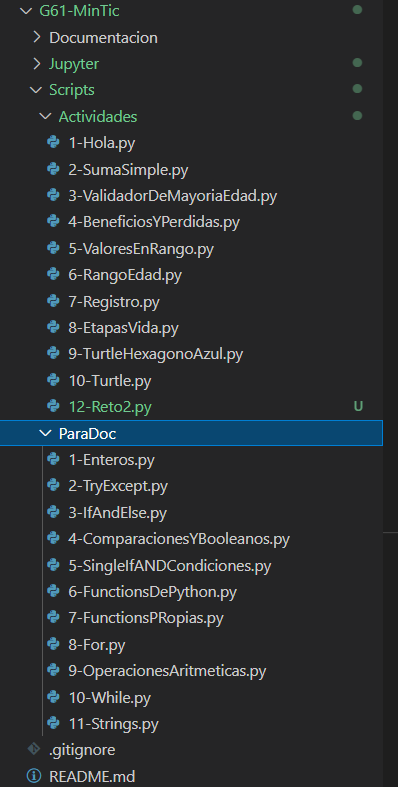 G61-MinTic
Documentacion
Jupyter
Scripts
Actividades
1-Hola.py
2-SumaSimple.py
3-ValidadorDeMayoriaEdad.py
4-BeneficiosYPerdidas.py
5-ValoresEnRango.py
6-RangoEdad.py
7-Registro.py
8-EtapasVida.py
9-TurtleHexagonoAzul.py
10-Turtle.py
12-Reto2.py U
ParaDoc
1-Enteros.py
2-TryExcept.py
3-IfAndElse.py
4-ComparacionesYBooleanos.py
5-SingleIfANDCondiciones.py
6-FunctionsDePython.py
7-FunctionsPRopias.py
8-For.py
9-OperacionesAritmeticas.py
10-While.py
11-Strings.py
.gitignore
README.md